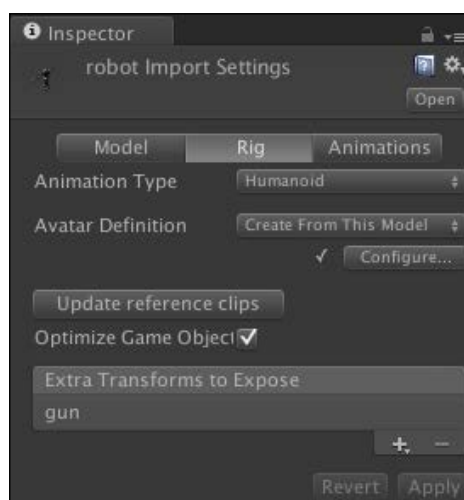 Inspector
robot Import Settings
Open
Model Rig Animations
Animation Type Humanoid
Avatar Definition Create From This Model
Configure...
Update reference clips
Optimize Game Object
Extra Transforms to Expose
gun
Revert Apply